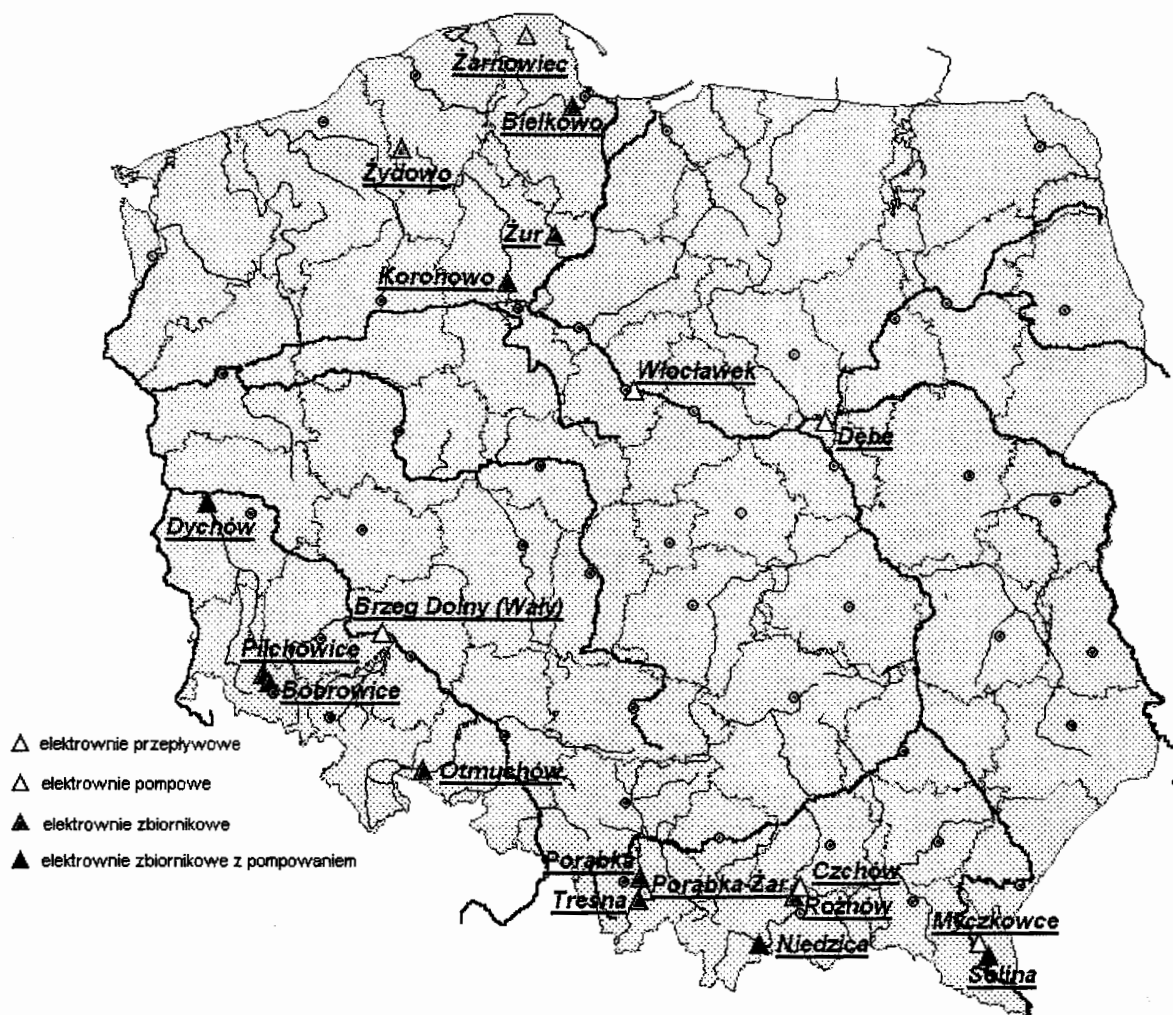 Żarnowiec
Bielkowo
Żydowo
Żur
Koronowo
Włocławek
Dębe
Dychów
Brzeg Dolny (Wały)
Pilchowice
Bobrowice
△ elektrownie przepływowe
△ elektrownie pompowe
▲ elektrownie zbiornikowe
▲ elektrownie zbiornikowe z pompowaniem
Otmuchów
Porąbka
Porąbka-Żar
Czchów
Tresna
Rożnów
Myczkowce
Niedzica
Solina